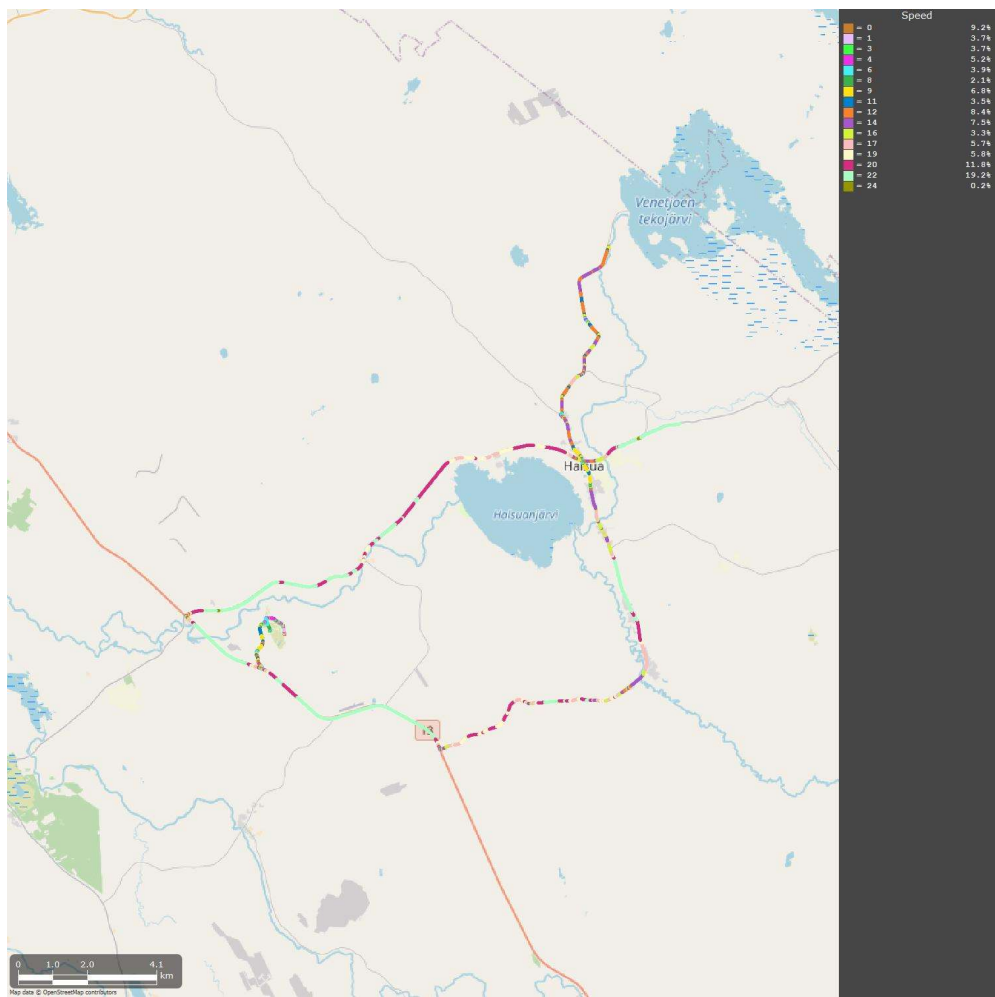 Speed
= 0 9.2%
= 1 3.7%
= 3 3.7%
= 4 5.2%
= 6 3.9%
= 8 2.1%
= 9 6.8%
= 11 3.5%
= 12 8.4%
= 14 7.5%
= 16 3.3%
= 17 5.7%
= 19 5.8%
= 20 11.8%
= 22 19.2%
= 24 0.2%
Venetjoen
tekojärvi
Halsuanjärvi
0 1.0 2.0 4.1
km
Map data © OpenStreetMap contributors